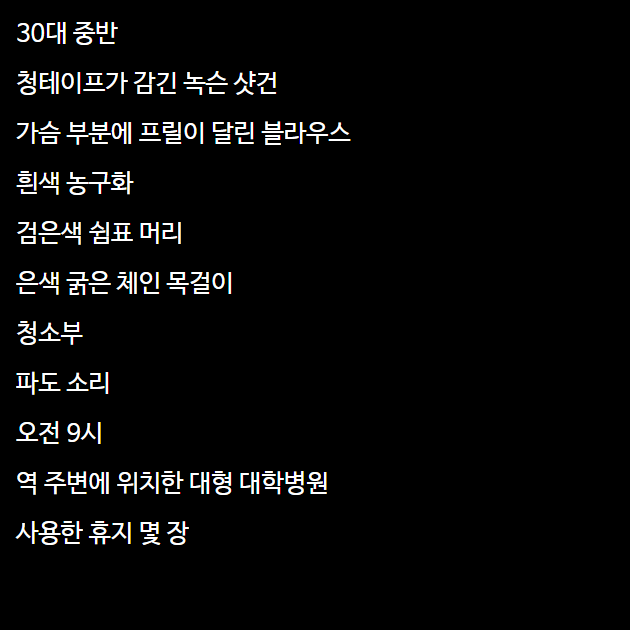 30대 중반
청테이프가 감긴 녹슨 샷건
가슴 부분에 프릴이 달린 블라우스
흰색 농구화
검은색 쉼표 머리
은색 굵은 체인 목걸이
청소부
파도 소리
오전 9시
역 주변에 위치한 대형 대학병원
사용한 휴지 몇 장